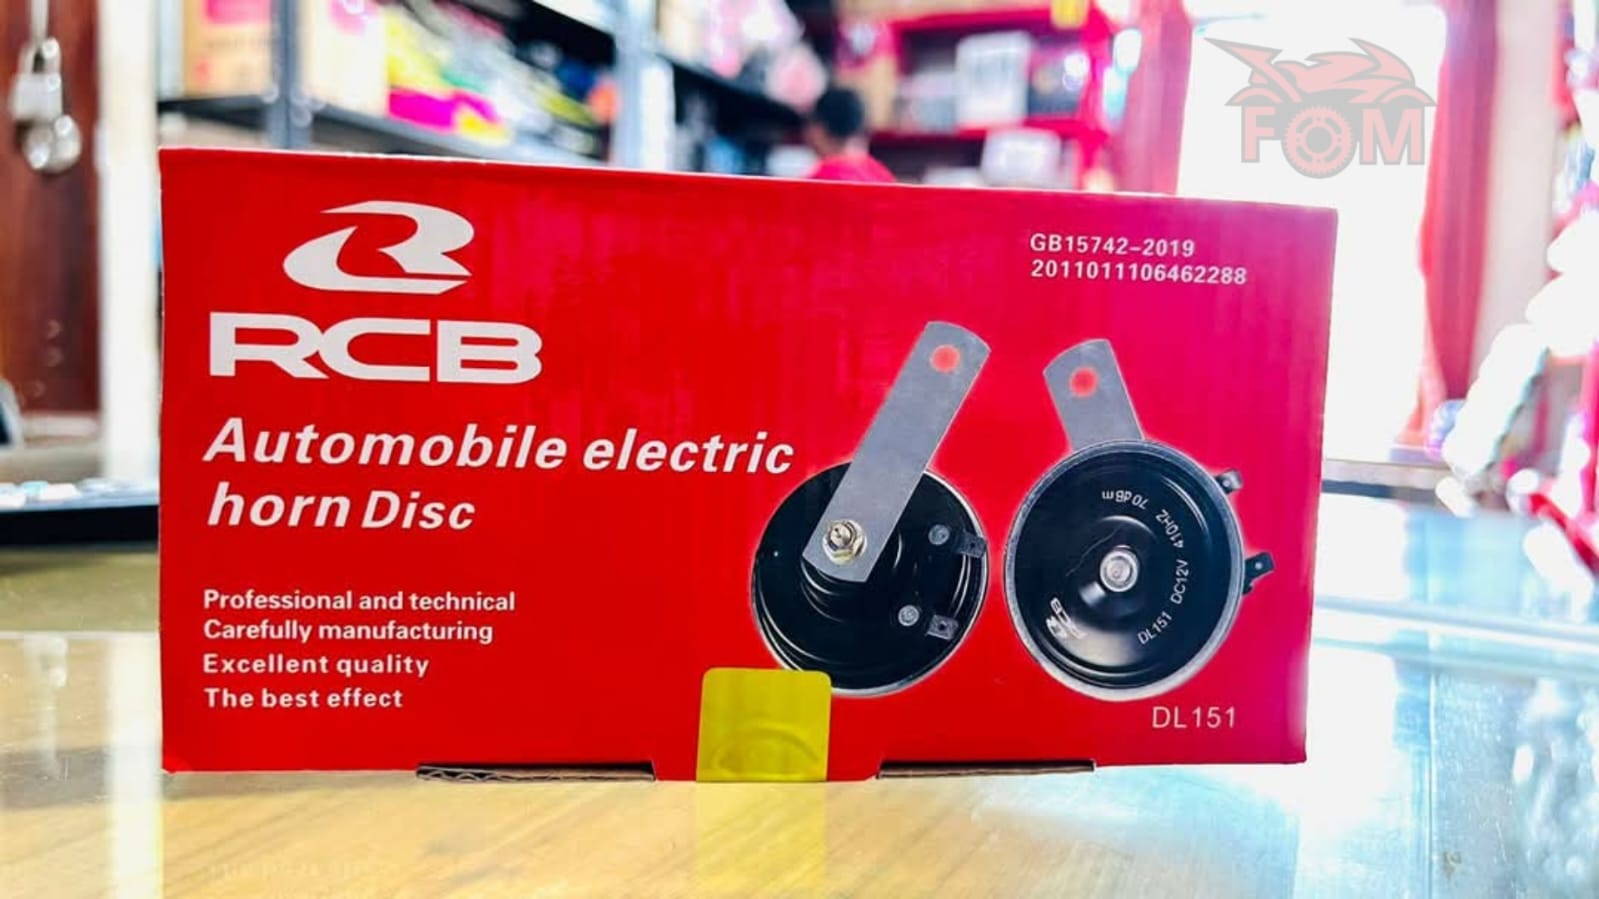 FOM
GB15742-2019
2011011106462288
RCB
Automobile electric
horn Disc
Professional and technical
Carefully manufacturing
Excellent quality
The best effect
70dBm
410HZ
DC12V
DL151
RCB
DL151